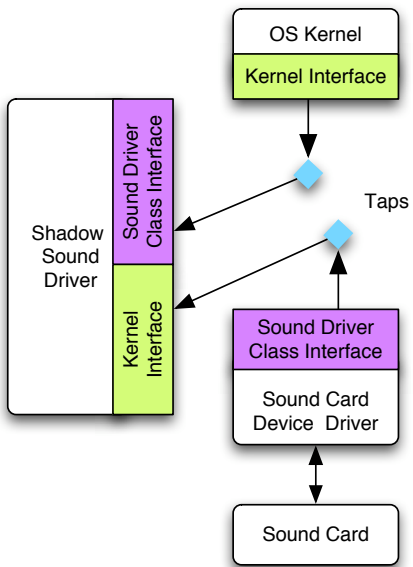 OS Kernel
Kernel Interface
Sound Driver
Class Interface
Taps
Shadow
Sound
Driver
Kernel
Interface
Sound Driver
Class Interface
Sound Card
Device Driver
Sound Card